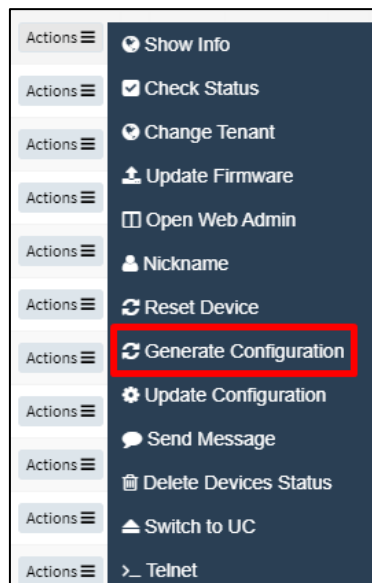 Actions
Show Info
Actions
Check Status
Actions
Change Tenant
Update Firmware
Actions
Open Web Admin
Actions
Nickname
Actions
Reset Device
Actions
Generate Configuration
Actions
Update Configuration
Send Message
Actions
Delete Devices Status
Actions
Switch to UC
Actions
Telnet